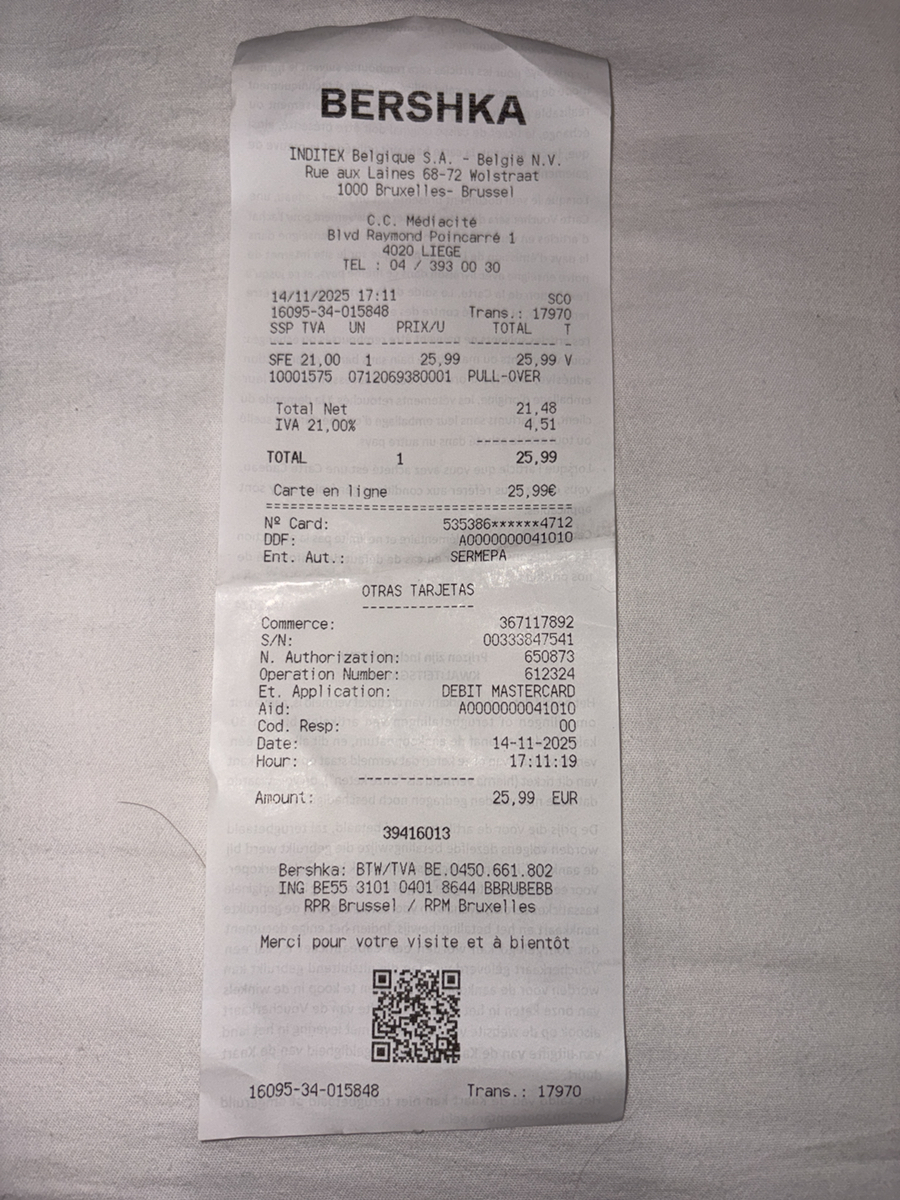 BERSHKA
INDITEX Belgique S.A. - België N.V.
Rue aux Laines 68-72 Wolstraat
1000 Bruxelles- Brussel
C.C. Médiacité
Blvd Raymond Poincarré 1
4020 LIEGE
TEL : 04 / 393 00 30
14/11/2025 17:11 SCO
16095-34-015848 Trans.: 17970
SSP TVA UN PRIX/U TOTAL T
--- ----- --- ----------- ------------ -
SFE 21,00 1 25,99 25,99 V
10001575 0712069380001 PULL-OVER
Total Net 21,48
IVA 21,00% 4,51
----------
TOTAL 1 25,99
Carte en ligne 25,99€
======================================
Nº Card: 535386******4712
DDF: A0000000041010
Ent. Aut.: SERMEPA
OTRAS TARJETAS
--------------
Commerce: 367117892
S/N: 00333847541
N. Authorization: 650873
Operation Number: 612324
Et. Application: DEBIT MASTERCARD
Aid: A0000000041010
Cod. Resp: 00
Date: 14-11-2025
Hour: 17:11:19
--------------
Amount: 25,99 EUR
39416013
Bershka: BTW/TVA BE.0450.661.802
ING BE55 3101 0401 8644 BBRUBEBB
RPR Brussel / RPM Bruxelles
Merci pour votre visite et à bientôt
16095-34-015848 Trans.: 17970